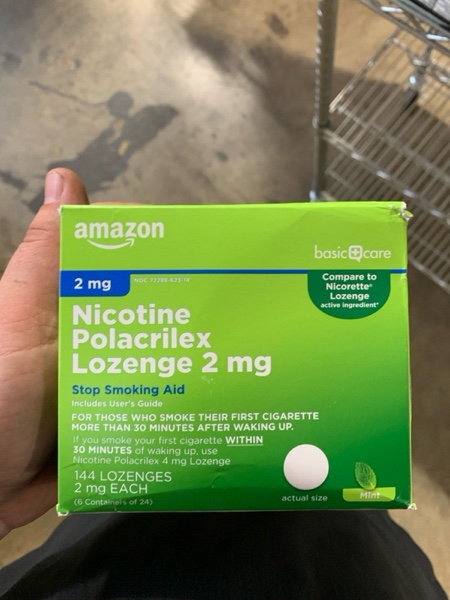 amazon
basic care
2 mg
Compare to
Nicorette®
Lozenge
active ingredient*
Nicotine
Polacrilex
Lozenge 2 mg
Stop Smoking Aid
Includes User's Guide
FOR THOSE WHO SMOKE THEIR FIRST CIGARETTE
MORE THAN 30 MINUTES AFTER WAKING UP.
If you smoke your first cigarette WITHIN
30 MINUTES of waking up, use
Nicotine Polacrilex 4 mg Lozenge
144 LOZENGES
2 mg EACH
(6 Containers of 24)
actual size
Mint